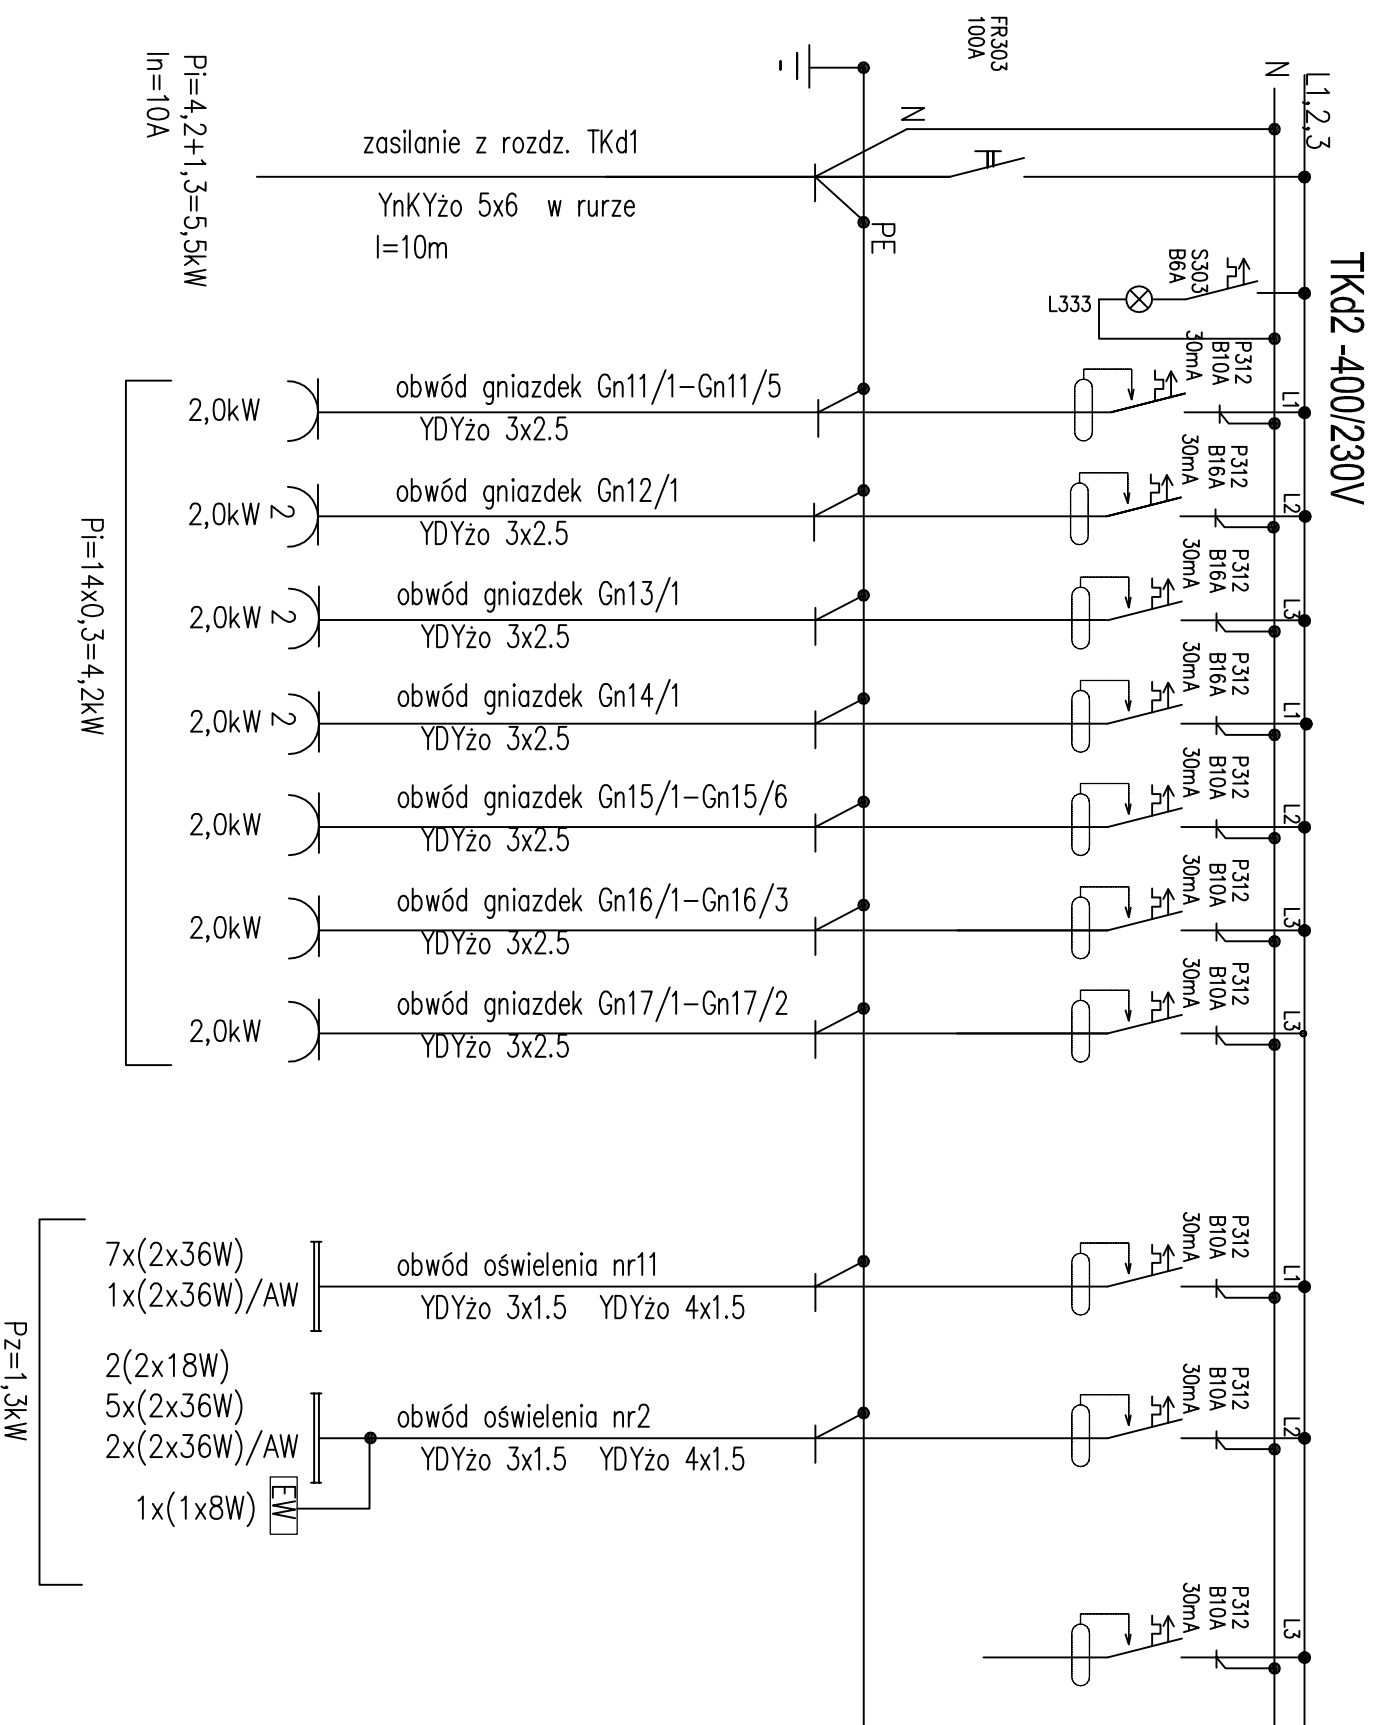 TKd2 -400/230V
L1,2,3
N
FR303
100A
N
PE
zasilanie z rozdz. TKd1
YnKYżo 5x6 w rurze
l=10m
Pi=4,2+1,3=5,5kW
In=10A
S303
B6A
L333
P312
B10A
30mA
L1
obwód gniazdek Gn11/1–Gn11/5
YDYżo 3x2.5
2,0kW
P312
B16A
30mA
L2
obwód gniazdek Gn12/1
YDYżo 3x2.5
2,0kW 2
P312
B16A
30mA
L3
obwód gniazdek Gn13/1
YDYżo 3x2.5
2,0kW 2
P312
B16A
30mA
L1
obwód gniazdek Gn14/1
YDYżo 3x2.5
2,0kW 2
P312
B10A
30mA
L2
obwód gniazdek Gn15/1–Gn15/6
YDYżo 3x2.5
2,0kW
P312
B10A
30mA
L3
obwód gniazdek Gn16/1–Gn16/3
YDYżo 3x2.5
2,0kW
P312
B10A
30mA
L3
obwód gniazdek Gn17/1–Gn17/2
YDYżo 3x2.5
2,0kW
Pi=14x0,3=4,2kW
P312
B10A
30mA
L1
obwód oświelenia nr11
YDYżo 3x1.5 YDYżo 4x1.5
7x(2x36W)
1x(2x36W)/AW
P312
B10A
30mA
L2
obwód oświelenia nr2
YDYżo 3x1.5 YDYżo 4x1.5
2(2x18W)
5x(2x36W)
2x(2x36W)/AW
1x(1x8W)
EW
Pz=1,3kW
P312
B10A
30mA
L3